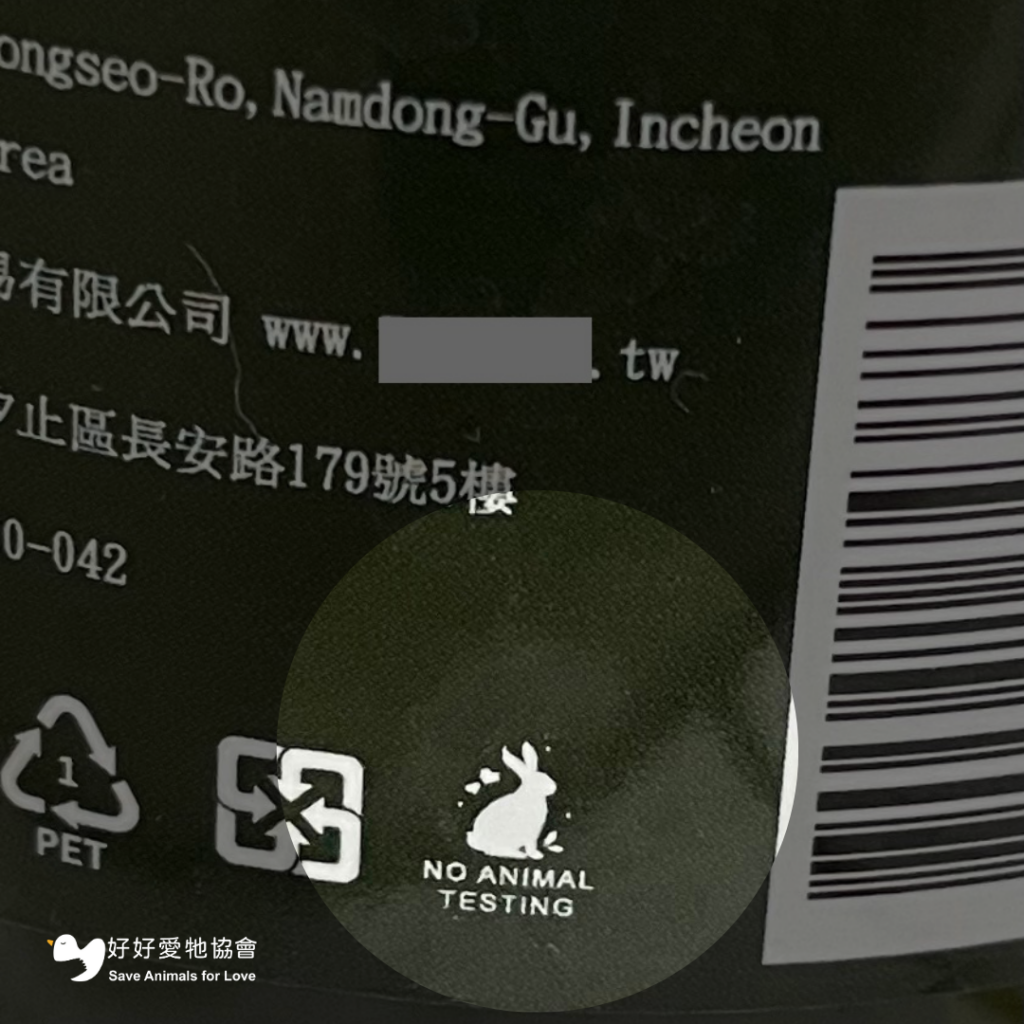 ongseo-Ro, Namdong-Gu, Incheon
rea
易有限公司 www. .tw
汐止區長安路179號5樓
0-042
1
PET
NO ANIMAL
TESTING
好好愛牠協會
Save Animals for Love